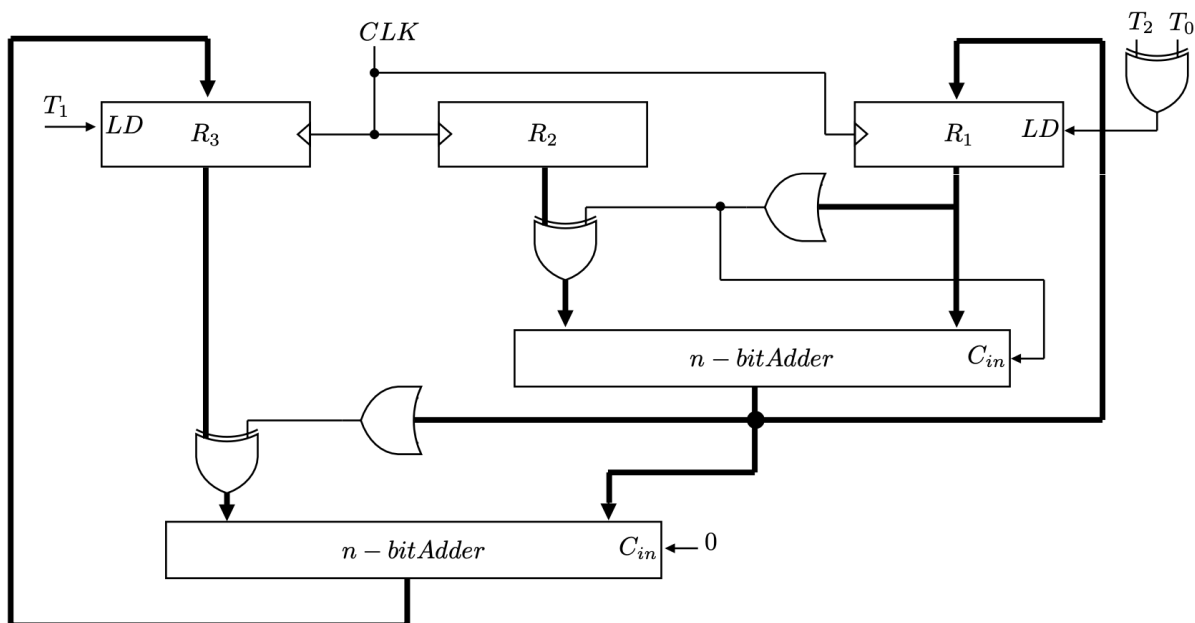 CLK
T₂ T₀
T₁
LD R₃
R₂
R₁ LD
n − bitAdder C_in
n − bitAdder C_in 0